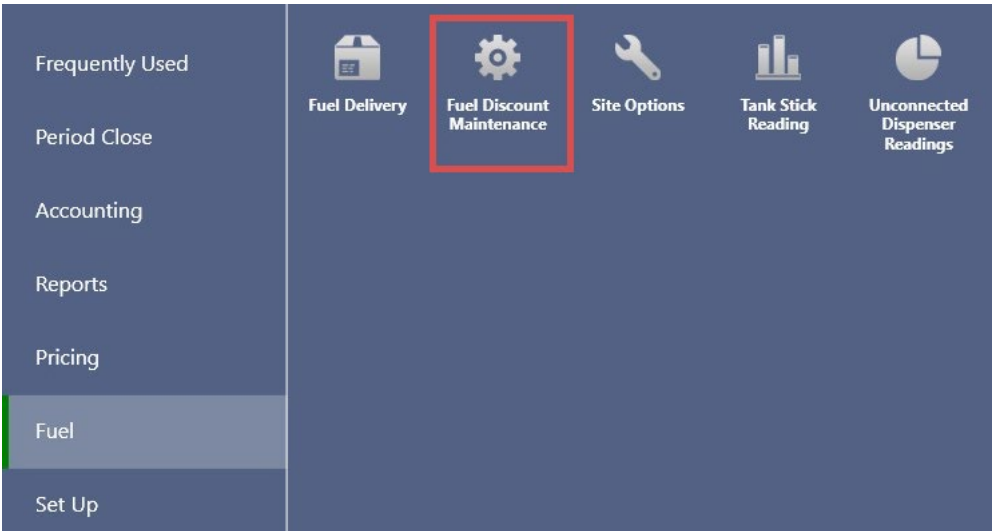 Frequently Used
Period Close
Accounting
Reports
Pricing
Fuel
Set Up
Fuel Delivery
Fuel Discount
Maintenance
Site Options
Tank Stick
Reading
Unconnected
Dispenser
Readings